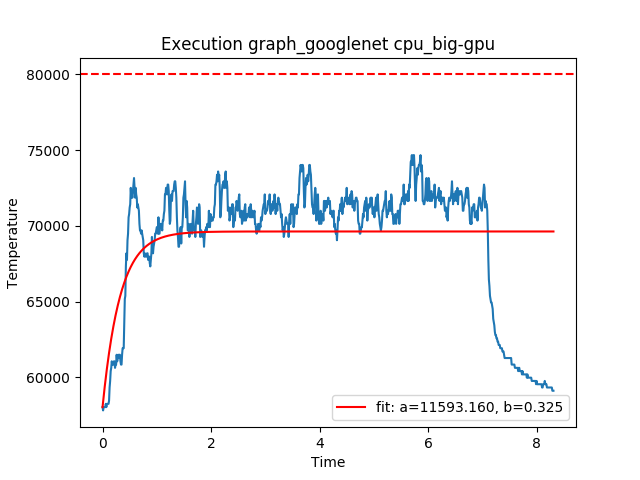 Execution graph_googlenet cpu_big-gpu
80000
75000
70000
65000
60000
Temperature
0
2
4
6
8
Time
fit: a=11593.160, b=0.325